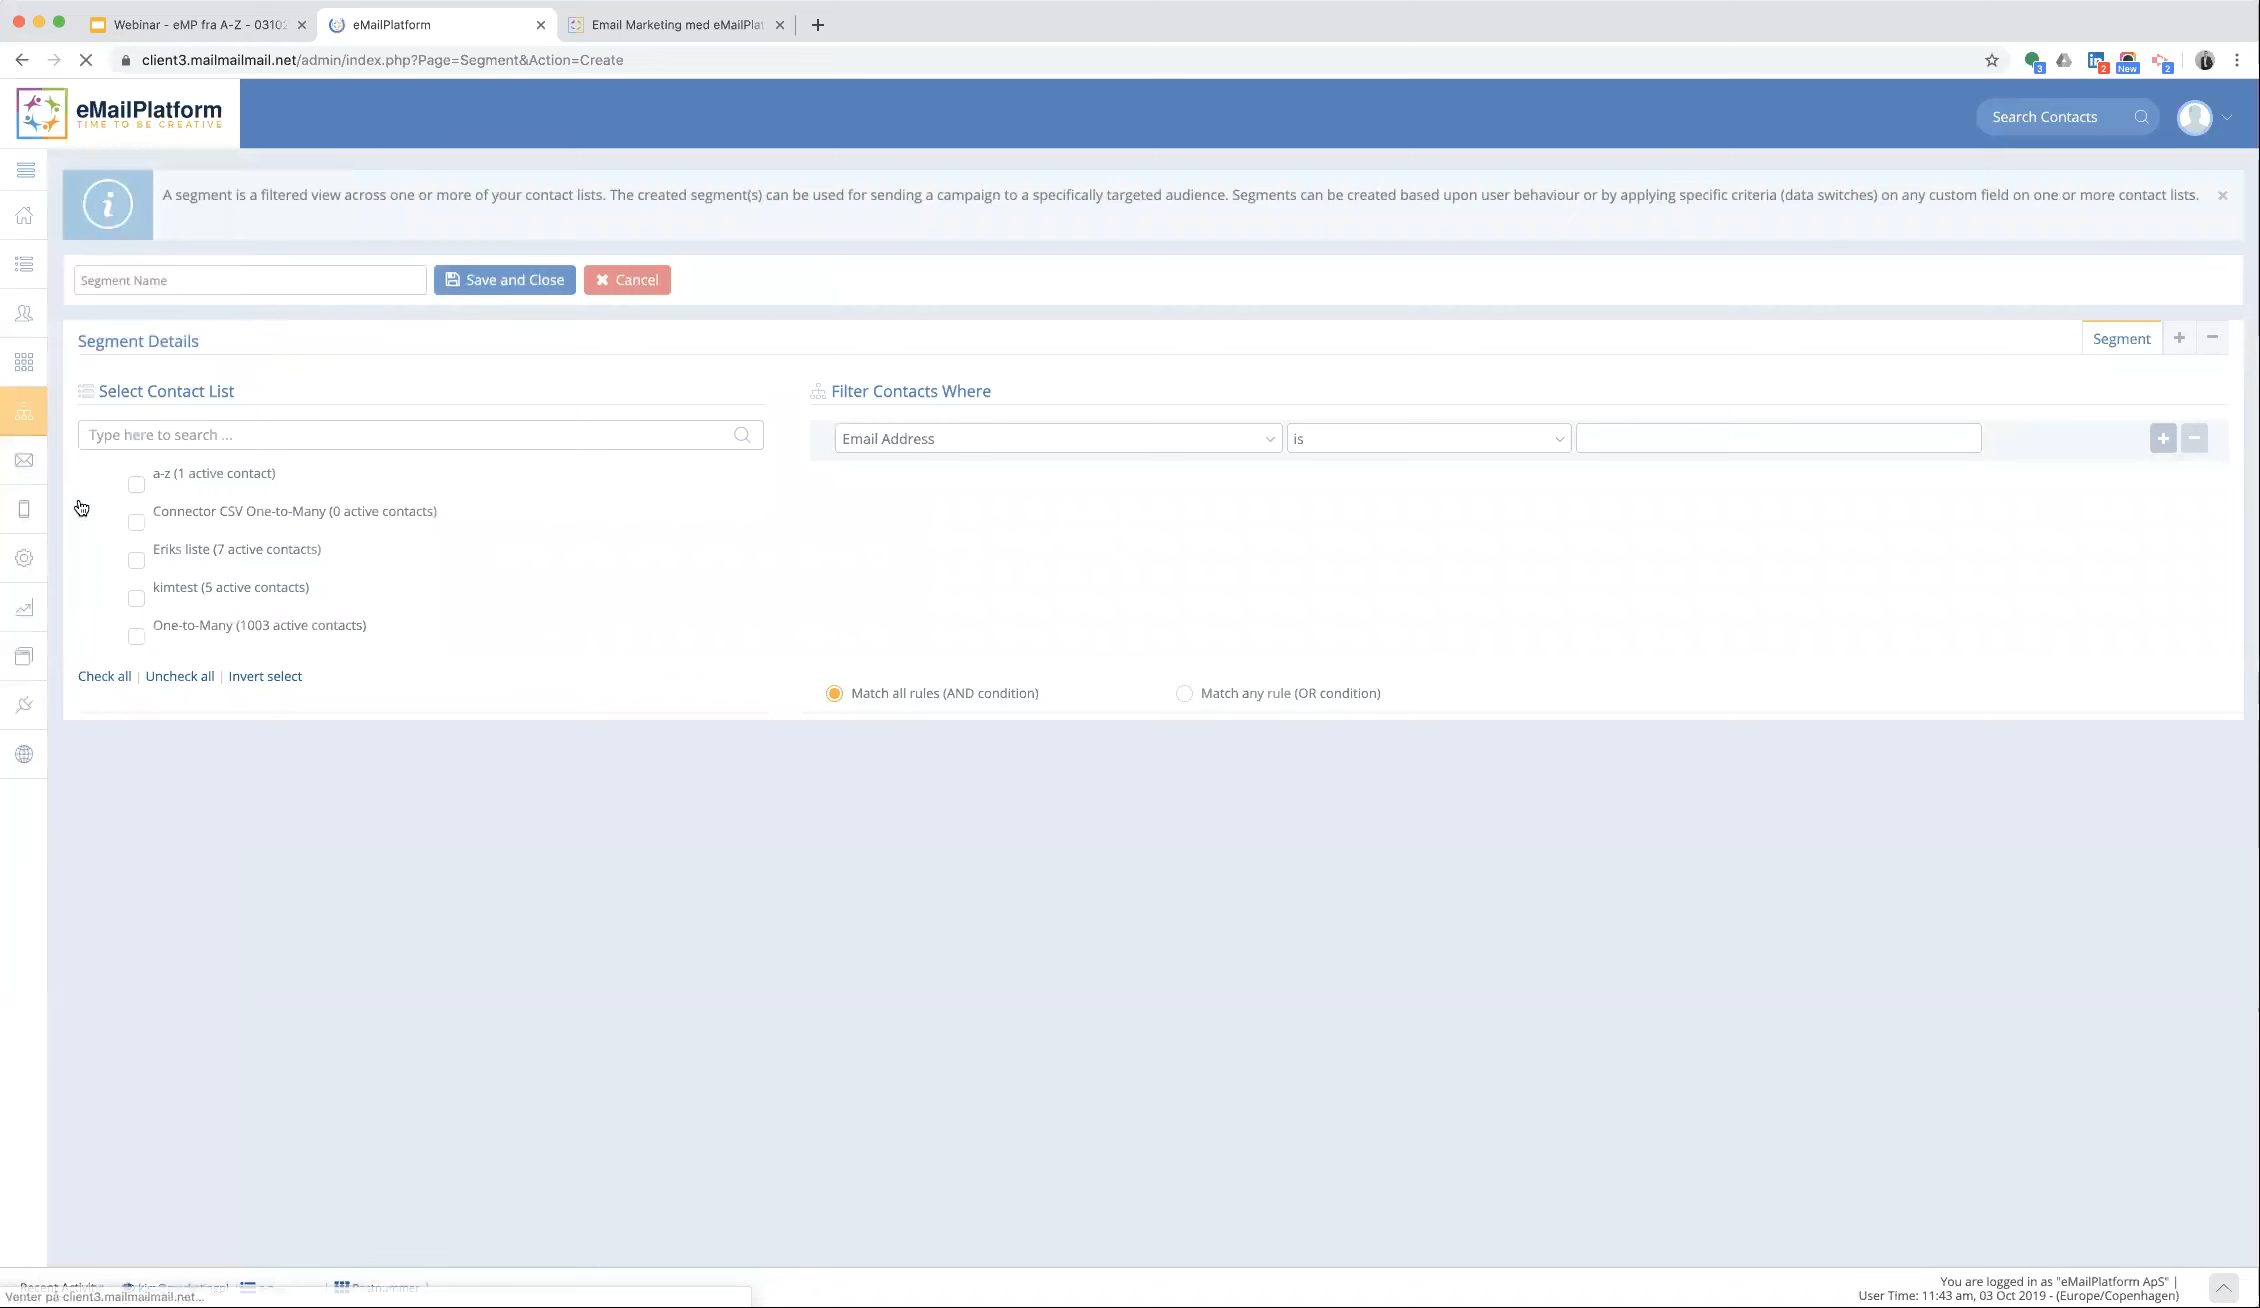 Webinar - eMP fra A-Z - 0310
eMailPlatform
Email Marketing med eMailPlat
client3.mailmailmail.net/admin/index.php?Page=Segment&Action=Create
3
2
New
2
eMailPlatform
TIME TO BE CREATIVE
Search Contacts
A segment is a filtered view across one or more of your contact lists. The created segment(s) can be used for sending a campaign to a specifically targeted audience. Segments can be created based upon user behaviour or by applying specific criteria (data switches) on any custom field on one or more contact lists.
Segment Name
Save and Close
Cancel
Segment Details
Segment
Select Contact List
Filter Contacts Where
Type here to search ...
Email Address
is
a-z (1 active contact)
Connector CSV One-to-Many (0 active contacts)
Eriks liste (7 active contacts)
kimtest (5 active contacts)
One-to-Many (1003 active contacts)
Check all | Uncheck all | Invert select
Match all rules (AND condition)
Match any rule (OR condition)
Recent Activity:
Venter på client3.mailmailmail.net...
You are logged in as "eMailPlatform ApS" |
User Time: 11:43 am, 03 Oct 2019 - (Europe/Copenhagen)